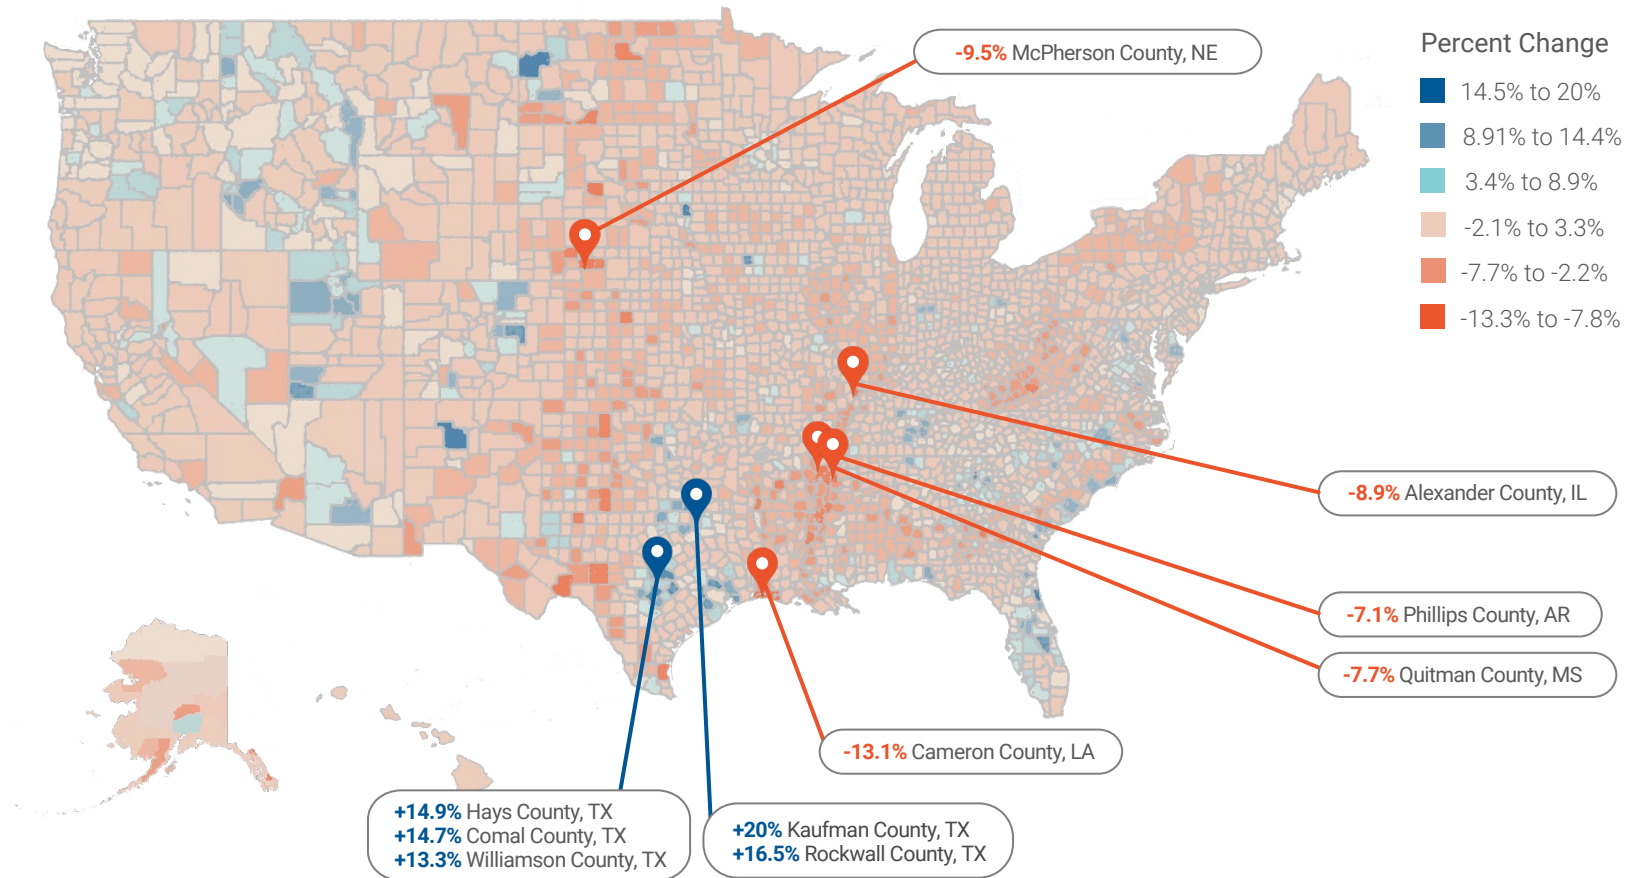 -9.5% McPherson County, NE
Percent Change
14.5% to 20%
8.91% to 14.4%
3.4% to 8.9%
-2.1% to 3.3%
-7.7% to -2.2%
-13.3% to -7.8%
-8.9% Alexander County, IL
-7.1% Phillips County, AR
-7.7% Quitman County, MS
-13.1% Cameron County, LA
+14.9% Hays County, TX
+14.7% Comal County, TX
+13.3% Williamson County, TX
+20% Kaufman County, TX
+16.5% Rockwall County, TX